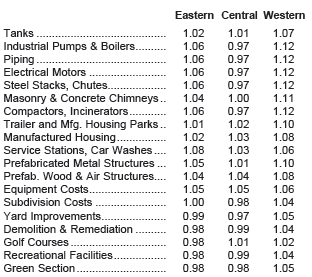 Eastern Central Western
Tanks ................................ 1.02 1.01 1.07
Industrial Pumps & Boilers.......... 1.06 0.97 1.12
Piping ................................ 1.06 0.97 1.12
Electrical Motors ................... 1.06 0.97 1.12
Steel Stacks, Chutes............... 1.06 0.97 1.12
Masonry & Concrete Chimneys .. 1.04 1.00 1.11
Compactors, Incinerators............ 1.06 0.97 1.12
Trailer and Mfg. Housing Parks .. 1.01 1.02 1.10
Manufactured Housing............... 1.02 1.03 1.08
Service Stations, Car Washes .... 1.08 1.03 1.06
Prefabricated Metal Structures ... 1.05 1.01 1.10
Prefab. Wood & Air Structures.... 1.04 1.04 1.08
Equipment Costs..................... 1.05 1.05 1.06
Subdivision Costs .................. 1.00 0.98 1.04
Yard Improvements.................. 0.99 0.97 1.05
Demolition & Remediation .......... 0.98 0.99 1.04
Golf Courses ........................ 0.98 1.01 1.02
Recreational Facilities.............. 0.98 0.99 1.04
Green Section ....................... 0.98 0.98 1.05